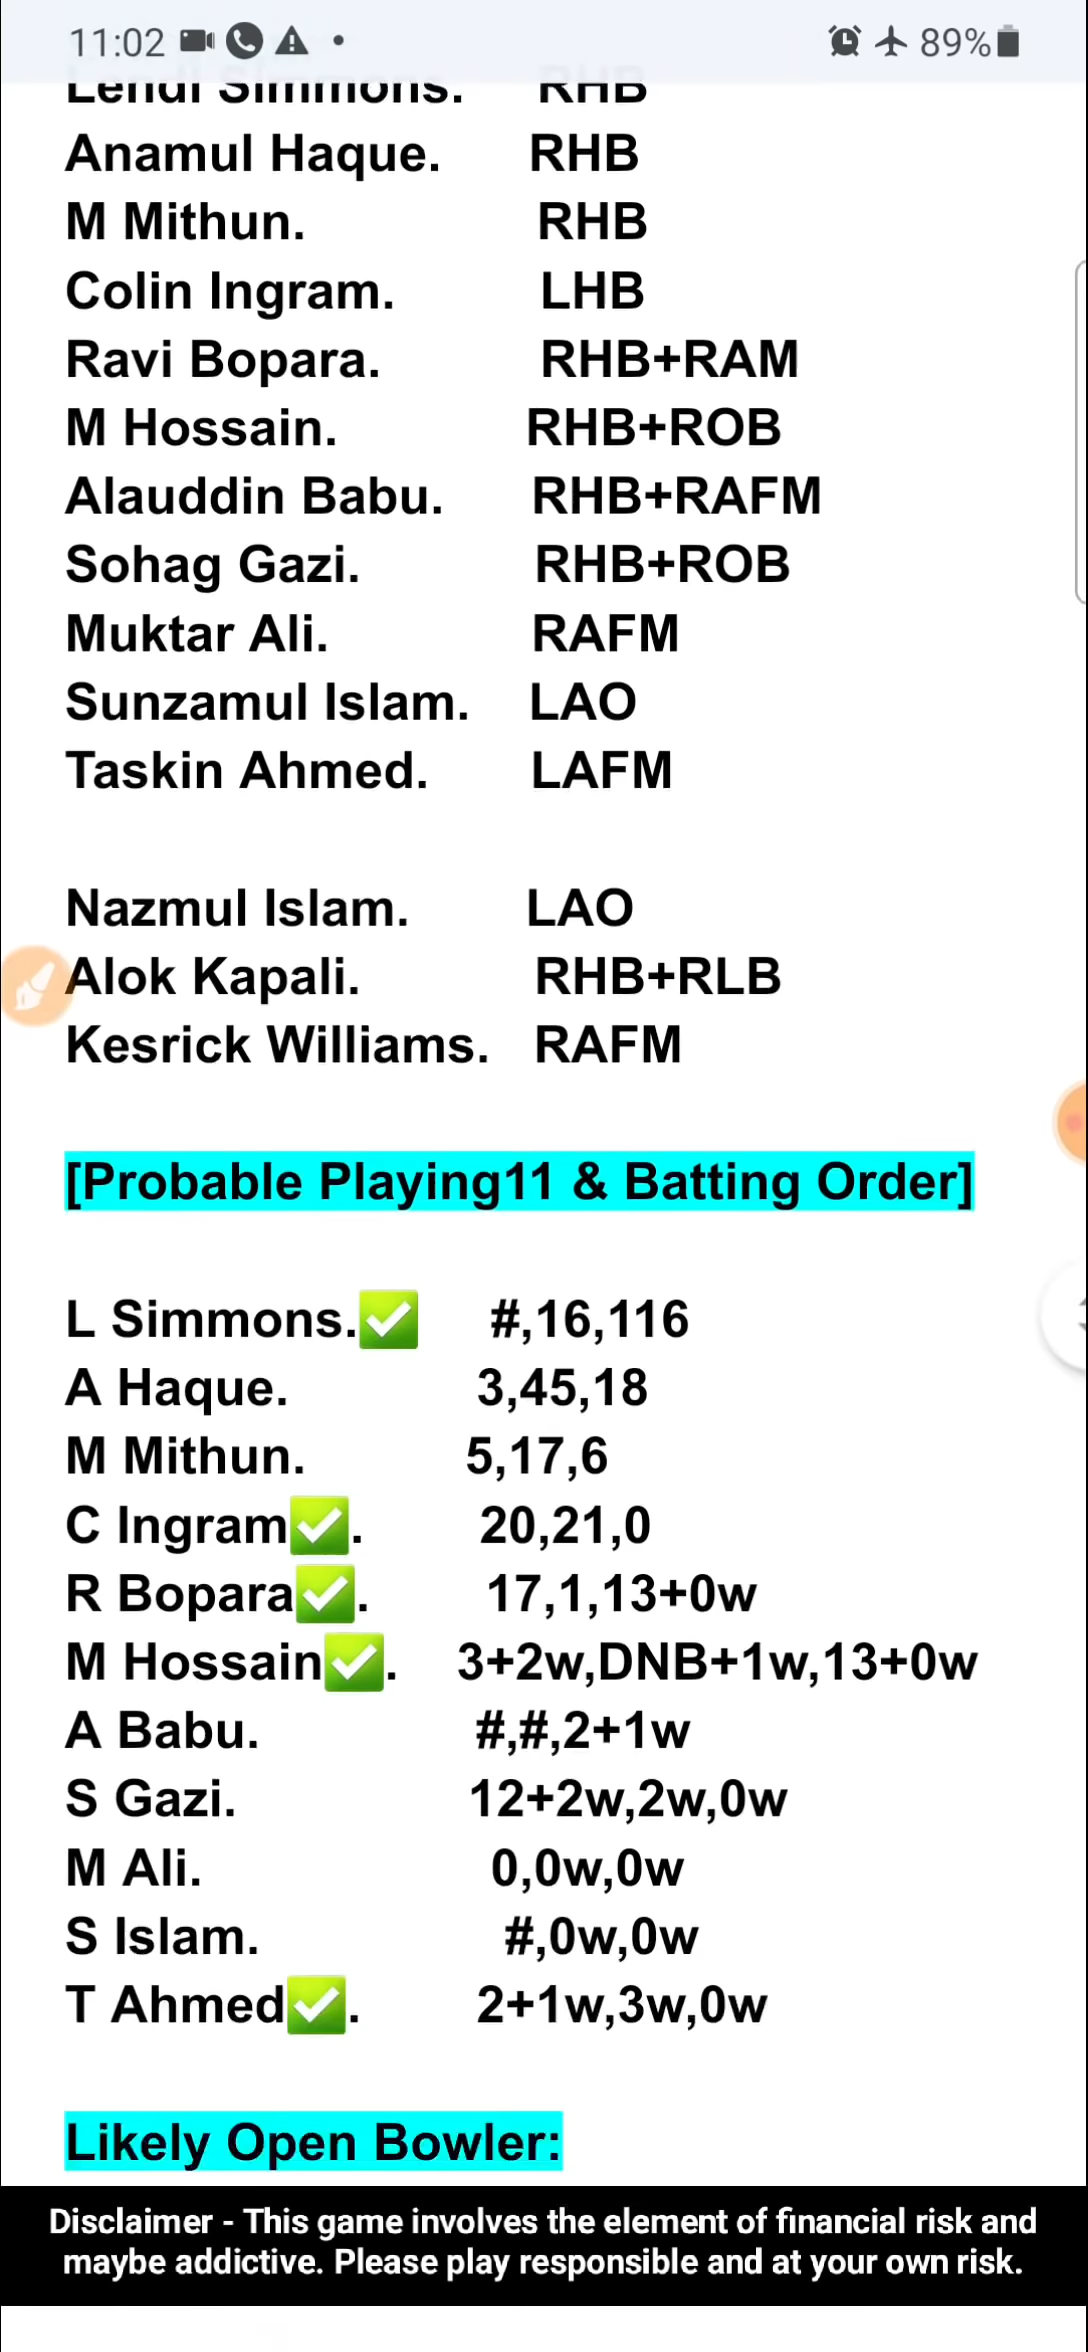 11:02 89%
Lendl Simmons. RHB
Anamul Haque. RHB
M Mithun. RHB
Colin Ingram. LHB
Ravi Bopara. RHB+RAM
M Hossain. RHB+ROB
Alauddin Babu. RHB+RAFM
Sohag Gazi. RHB+ROB
Muktar Ali. RAFM
Sunzamul Islam. LAO
Taskin Ahmed. LAFM
Nazmul Islam. LAO
Alok Kapali. RHB+RLB
Kesrick Williams. RAFM
[Probable Playing11 & Batting Order]
L Simmons.✅ #,16,116
A Haque. 3,45,18
M Mithun. 5,17,6
C Ingram✅. 20,21,0
R Bopara✅. 17,1,13+0w
M Hossain✅. 3+2w,DNB+1w,13+0w
A Babu. #,#,2+1w
S Gazi. 12+2w,2w,0w
M Ali. 0,0w,0w
S Islam. #,0w,0w
T Ahmed✅. 2+1w,3w,0w
Likely Open Bowler:
Disclaimer - This game involves the element of financial risk and
maybe addictive. Please play responsible and at your own risk.